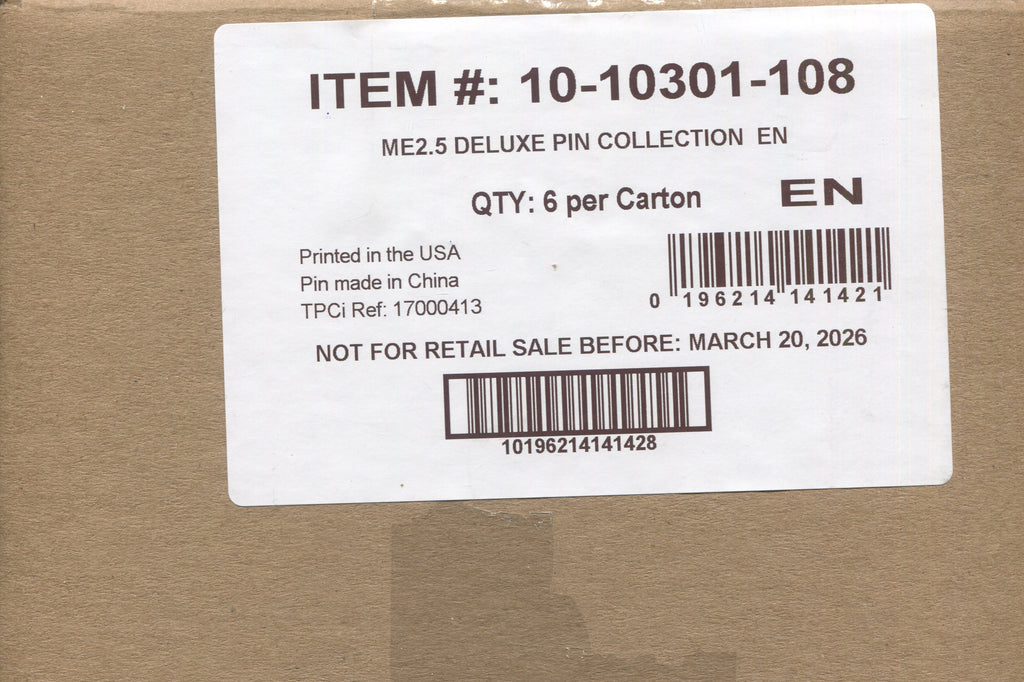 ITEM #: 10-10301-108
ME2.5 DELUXE PIN COLLECTION EN
QTY: 6 per Carton
EN
Printed in the USA
Pin made in China
TPCi Ref: 17000413
0 196214 141421
NOT FOR RETAIL SALE BEFORE: MARCH 20, 2026
10196214141428